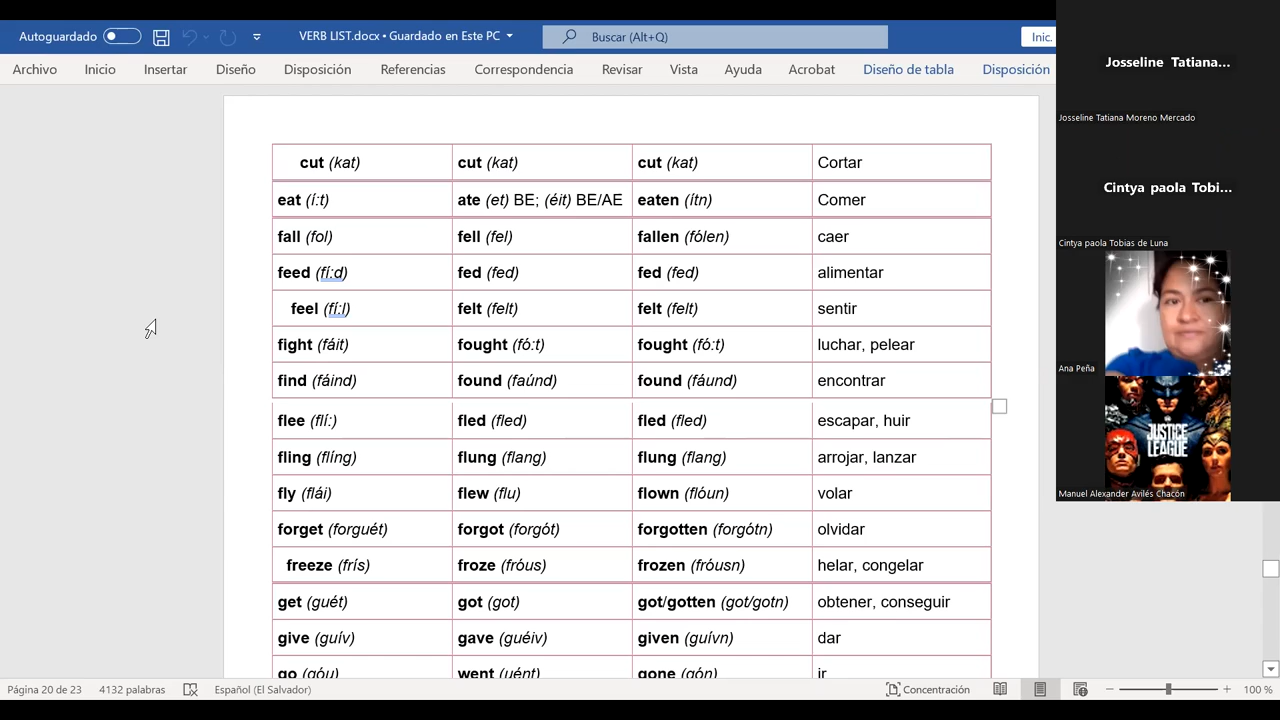 Autoguardado VERB LIST.docx • Guardado en Este PC Buscar (Alt+Q) Inic.
Archivo Inicio Insertar Diseño Disposición Referencias Correspondencia Revisar Vista Ayuda Acrobat Diseño de tabla Disposición
cut (kat) cut (kat) cut (kat) Cortar
eat (í:t) ate (et) BE; (éit) BE/AE eaten (ítn) Comer
fall (fol) fell (fel) fallen (fólen) caer
feed (fí:d) fed (fed) fed (fed) alimentar
feel (fí:l) felt (felt) felt (felt) sentir
fight (fáit) fought (fó:t) fought (fó:t) luchar, pelear
find (fáind) found (faúnd) found (fáund) encontrar
flee (flí:) fled (fled) fled (fled) escapar, huir
fling (flíng) flung (flang) flung (flang) arrojar, lanzar
fly (flái) flew (flu) flown (flóun) volar
forget (forguét) forgot (forgót) forgotten (forgótn) olvidar
freeze (frís) froze (fróus) frozen (fróusn) helar, congelar
get (guét) got (got) got/gotten (got/gotn) obtener, conseguir
give (guív) gave (guéiv) given (guívn) dar
go (góu) went (uént) gone (gón) ir
Página 20 de 23 4132 palabras Español (El Salvador) Concentración 100 %
Josseline Tatiana...
Josseline Tatiana Moreno Mercado
Cintya paola Tobi...
Cintya paola Tobias de Luna
Ana Peña
JUSTICE
LEAGUE
Manuel Alexander Avilés Chacón